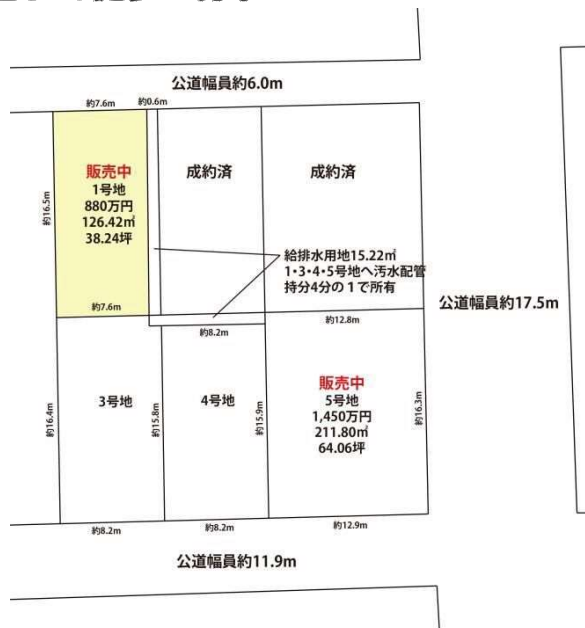 公道幅員約6.0m
約7.6m
約0.6m
販売中
1号地
880万円
126.42㎡
38.24坪
約16.5m
約7.6m
成約済
成約済
給排水用地15.22㎡
1・3・4・5号地へ汚水配管
持分4分の1で所有
公道幅員約17.5m
約8.2m
約12.8m
3号地
約16.4m
約15.8m
4号地
約15.9m
販売中
5号地
1,450万円
211.80㎡
64.06坪
約16.3m
約8.2m
約8.2m
約12.9m
公道幅員約11.9m